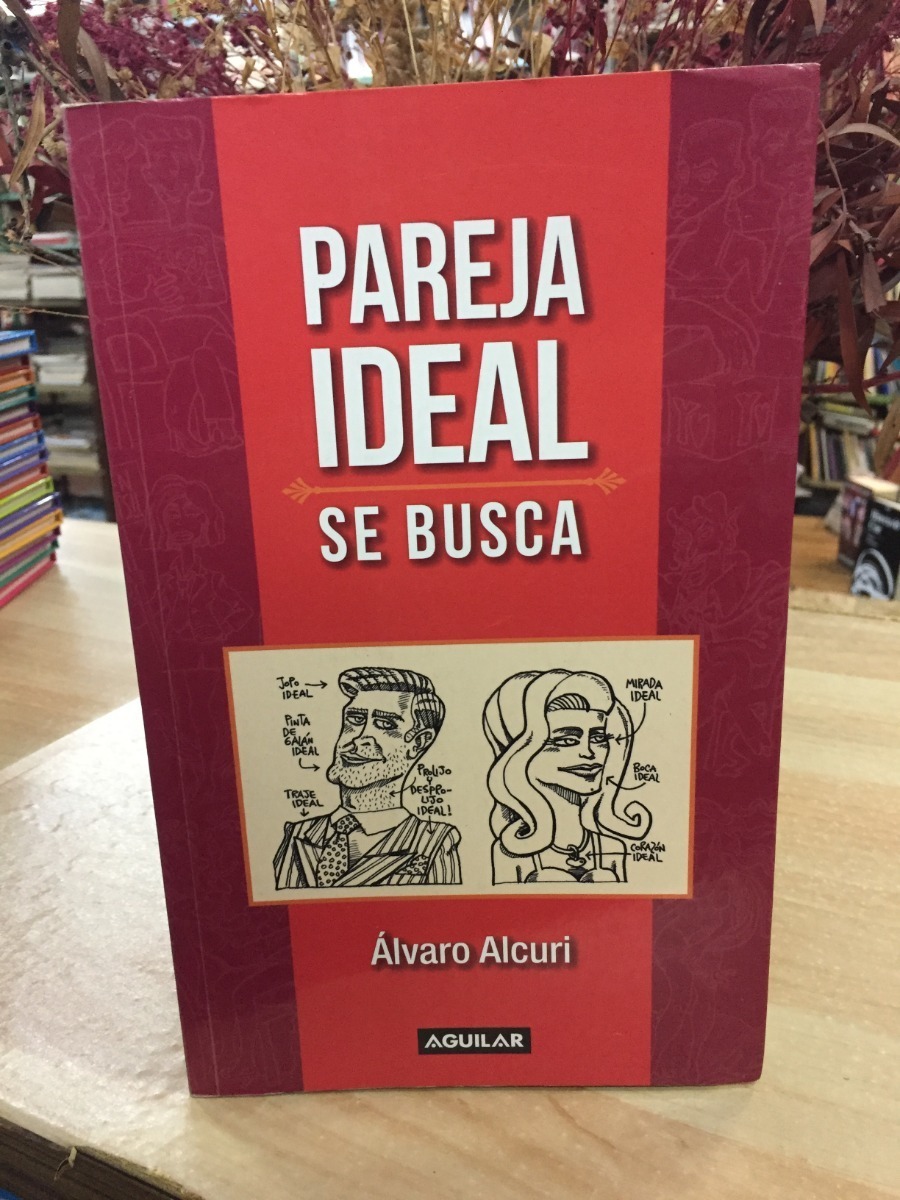 PAREJA
IDEAL
SE BUSCA
JOPO
IDEAL
PINTA
DE
GALÁN
IDEAL
TRAJE
IDEAL
PROLIJO
Y
DESPRO-
LIJO
IDEAL!
MIRADA
IDEAL
BOCA
IDEAL
CORAZÓN
IDEAL
Álvaro Alcuri
AGUILAR